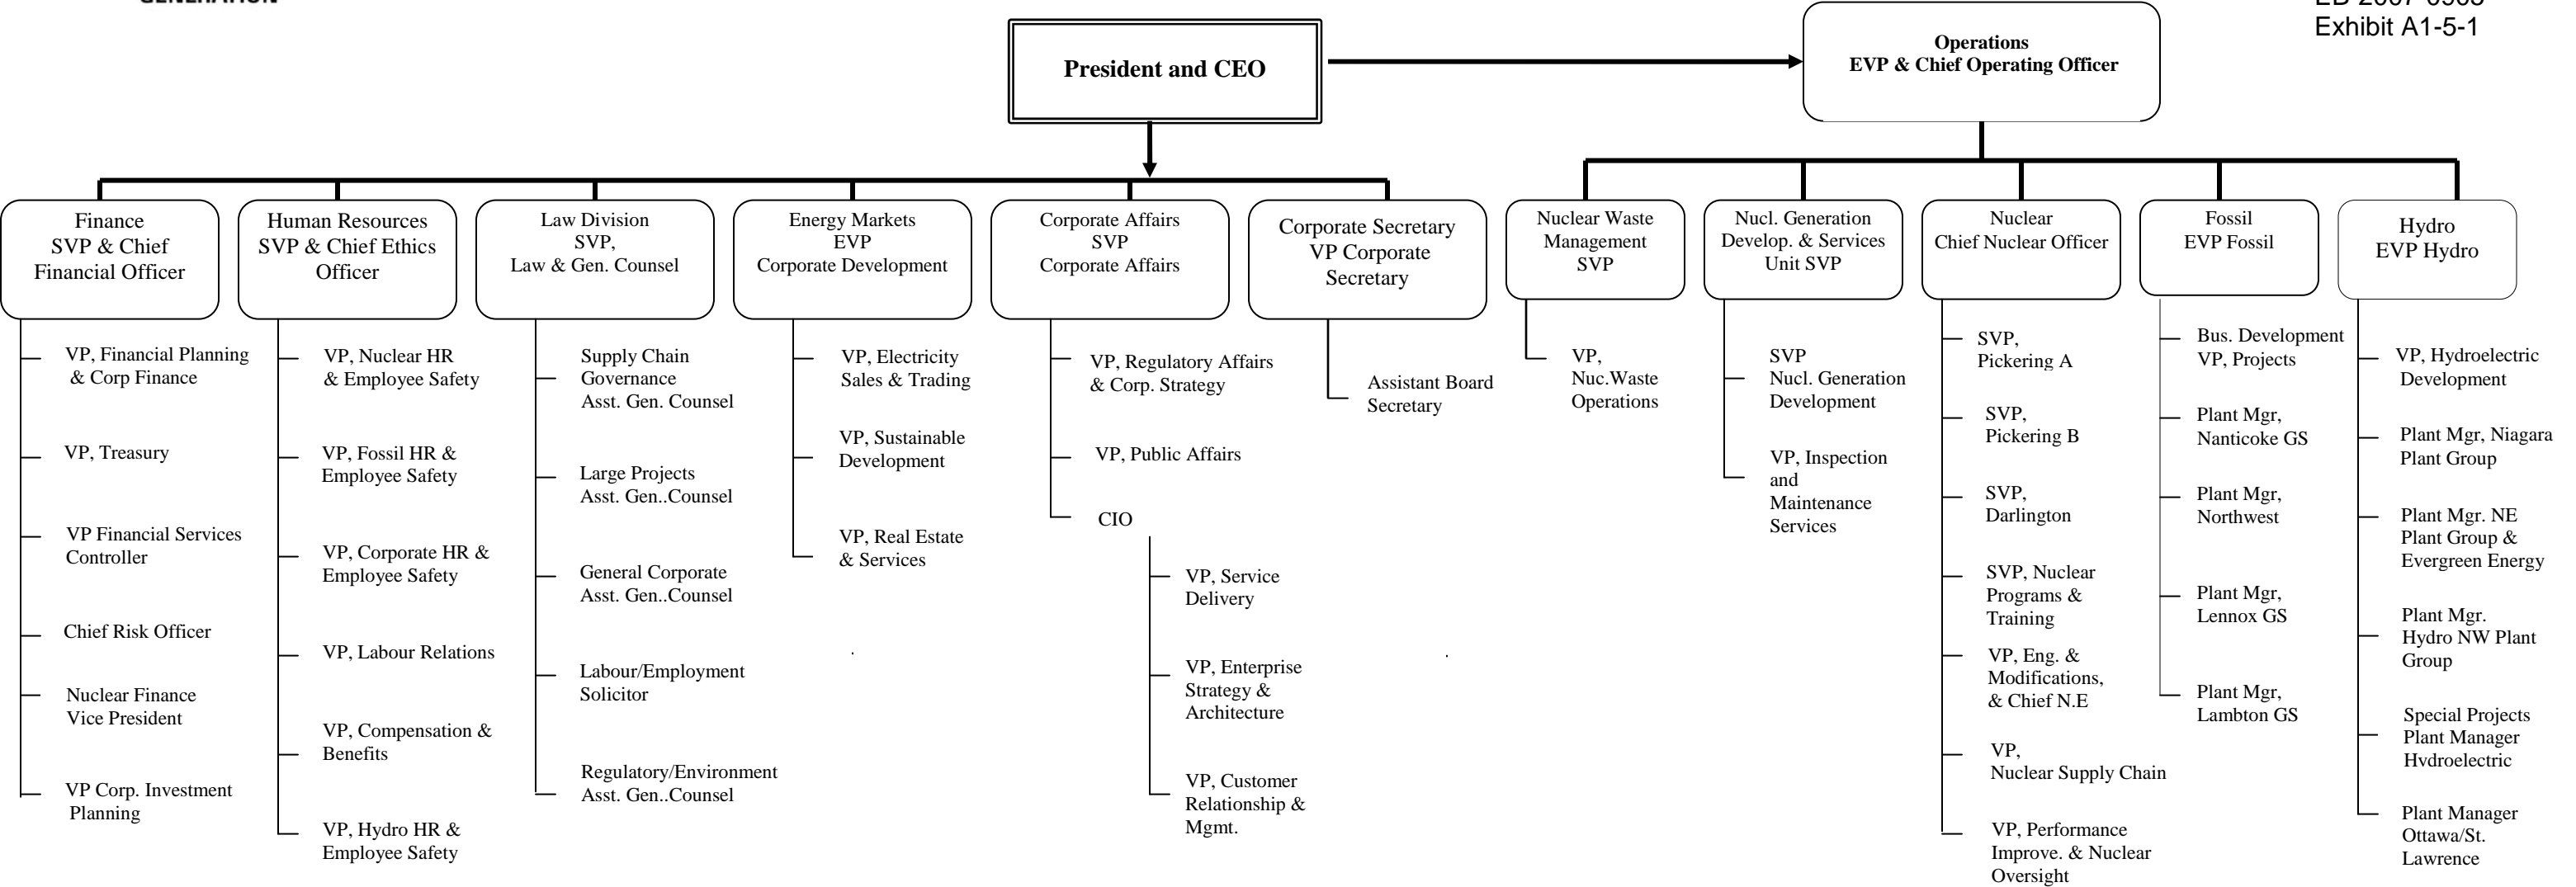 Exhibit A1-5-1
President and CEO
Operations
EVP & Chief Operating Officer
Finance
SVP & Chief
Financial Officer
VP, Financial Planning
& Corp Finance
VP, Treasury
VP Financial Services
Controller
Chief Risk Officer
Nuclear Finance
Vice President
VP Corp. Investment
Planning
Human Resources
SVP & Chief Ethics
Officer
VP, Nuclear HR
& Employee Safety
VP, Fossil HR &
Employee Safety
VP, Corporate HR &
Employee Safety
VP, Labour Relations
VP, Compensation &
Benefits
VP, Hydro HR &
Employee Safety
Law Division
SVP,
Law & Gen. Counsel
Supply Chain
Governance
Asst. Gen. Counsel
Large Projects
Asst. Gen..Counsel
General Corporate
Asst. Gen..Counsel
Labour/Employment
Solicitor
Regulatory/Environment
Asst. Gen..Counsel
Energy Markets
EVP
Corporate Development
VP, Electricity
Sales & Trading
VP, Sustainable
Development
VP, Real Estate
& Services
Corporate Affairs
SVP
Corporate Affairs
VP, Regulatory Affairs
& Corp. Strategy
VP, Public Affairs
CIO
VP, Service
Delivery
VP, Enterprise
Strategy &
Architecture
VP, Customer
Relationship &
Mgmt.
Corporate Secretary
VP Corporate
Secretary
Assistant Board
Secretary
Nuclear Waste
Management
SVP
VP,
Nuc.Waste
Operations
Nucl. Generation
Develop. & Services
Unit SVP
SVP
Nucl. Generation
Development
VP, Inspection
and
Maintenance
Services
Nuclear
Chief Nuclear Officer
SVP,
Pickering A
SVP,
Pickering B
SVP,
Darlington
SVP, Nuclear
Programs &
Training
VP, Eng. &
Modifications,
& Chief N.E
VP,
Nuclear Supply Chain
VP, Performance
Improve. & Nuclear
Oversight
Fossil
EVP Fossil
Bus. Development
VP, Projects
Plant Mgr,
Nanticoke GS
Plant Mgr,
Northwest
Plant Mgr,
Lennox GS
Plant Mgr,
Lambton GS
Hydro
EVP Hydro
VP, Hydroelectric
Development
Plant Mgr, Niagara
Plant Group
Plant Mgr. NE
Plant Group &
Evergreen Energy
Plant Mgr.
Hydro NW Plant
Group
Special Projects
Plant Manager
Hydroelectric
Plant Manager
Ottawa/St.
Lawrence